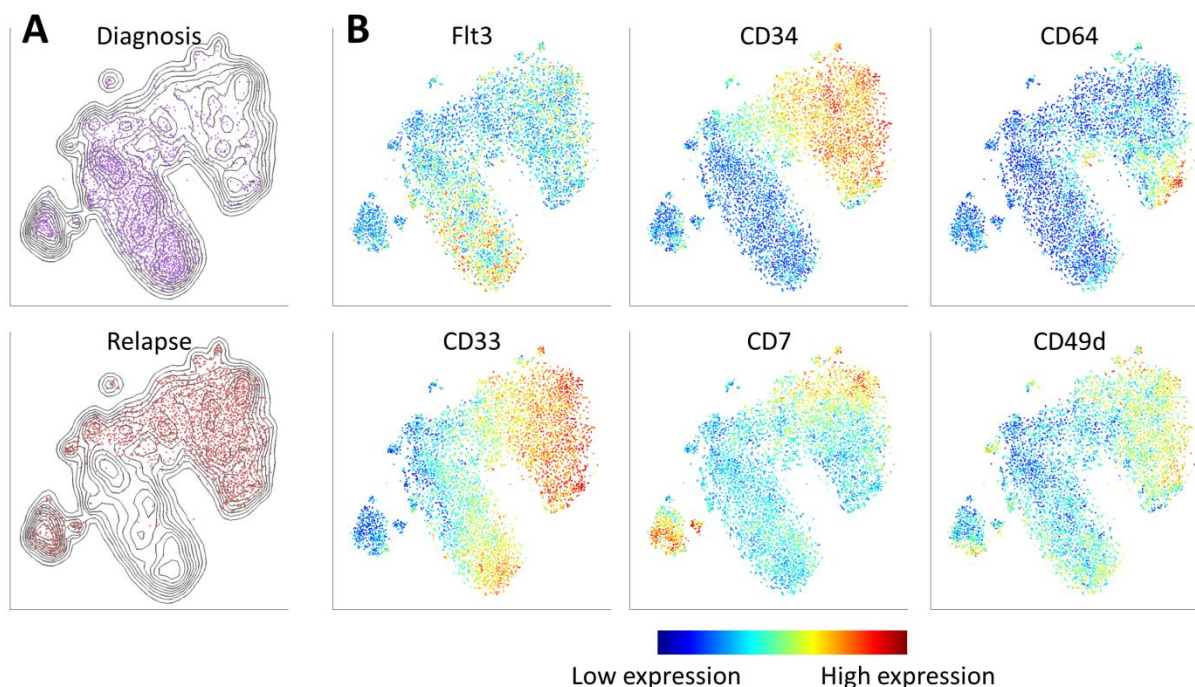 A
Diagnosis
B
Flt3
CD34
CD64
Relapse
CD33
CD7
CD49d
Low expression
High expression